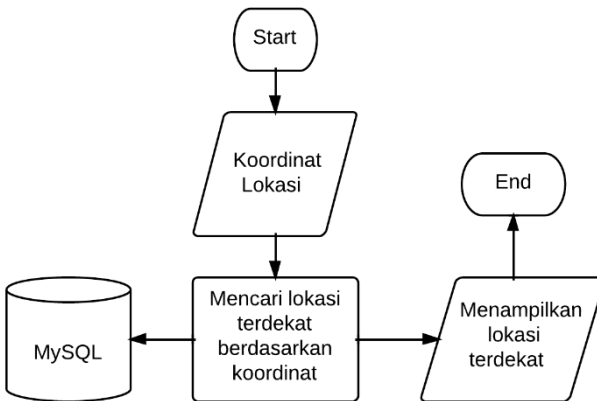 Start
Koordinat
Lokasi
End
Mencari lokasi
terdekat
berdasarkan
koordinat
MySQL
Menampilkan
lokasi
terdekat